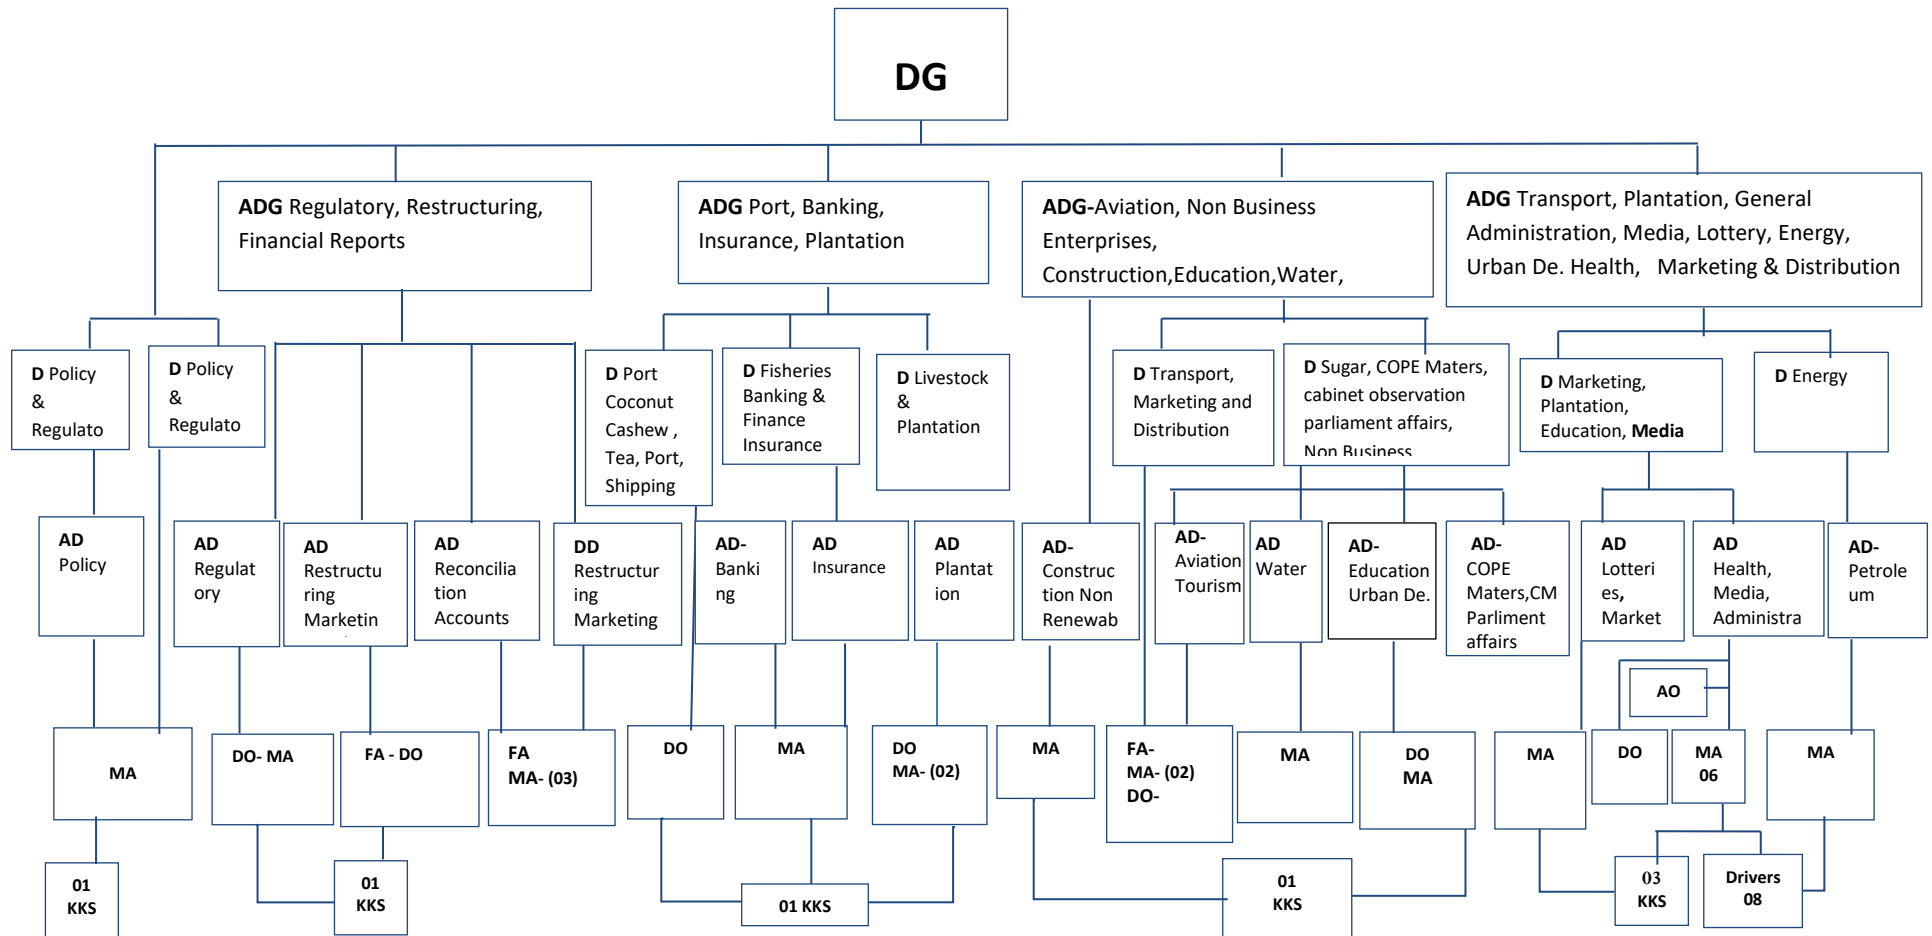 DG
ADG Regulatory, Restructuring,
Financial Reports
ADG Port, Banking,
Insurance, Plantation
ADG-Aviation, Non Business
Enterprises,
Construction,Education,Water,
ADG Transport, Plantation, General
Administration, Media, Lottery, Energy,
Urban De. Health, Marketing & Distribution
D Policy
&
Regulato
D Policy
&
Regulato
D Port
Coconut
Cashew ,
Tea, Port,
Shipping
D Fisheries
Banking &
Finance
Insurance
D Livestock
&
Plantation
D Transport,
Marketing and
Distribution
D Sugar, COPE Maters,
cabinet observation
parliament affairs,
Non Business
D Marketing,
Plantation,
Education, Media
D Energy
AD
Policy
AD
Regulat
ory
AD
Restructu
ring
Marketin
AD
Reconcilia
tion
Accounts
DD
Restructur
ing
Marketing
AD-
Banki
ng
AD
Insurance
AD
Plantat
ion
AD-
Construc
tion Non
Renewab
AD-
Aviation
Tourism
AD
Water
AD-
Education
Urban De.
AD-
COPE
Maters,CM
Parliment
affairs
AD
Lotteri
es,
Market
AD
Health,
Media,
Administra
AD-
Petrole
um
AO
MA
DO- MA
FA - DO
FA
MA- (03)
DO
MA
DO
MA- (02)
MA
FA-
MA- (02)
DO-
MA
DO
MA
MA
DO
MA
06
MA
01
KKS
01
KKS
01 KKS
01
KKS
03
KKS
Drivers
08